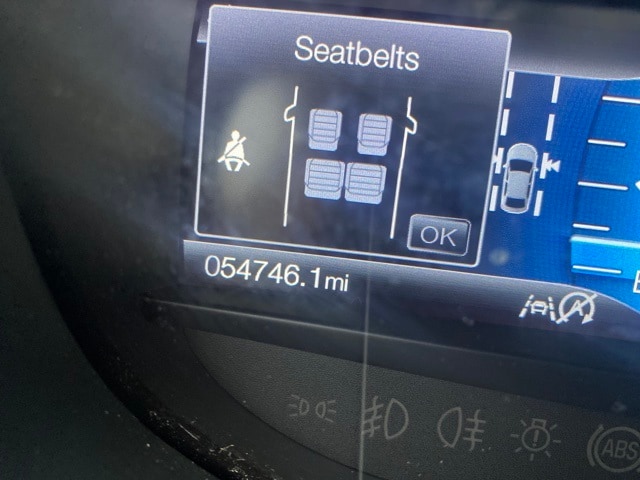 Seatbelts
OK
054746.1mi
A
ABS